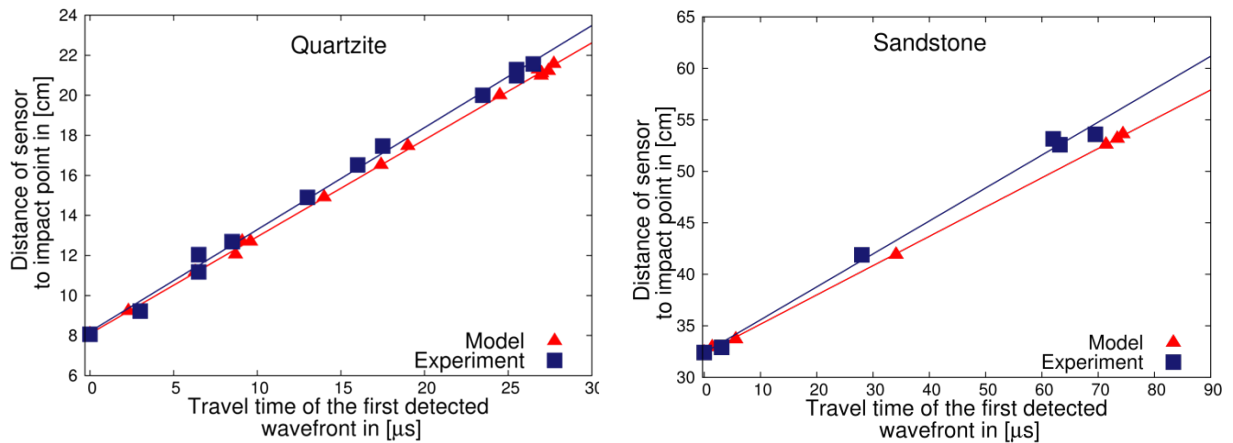 Quartzite
24
22
20
18
16
14
12
10
8
6
Distance of sensor
to impact point in [cm]
Model
Experiment
0 5 10 15 20 25 30
Travel time of the first detected
wavefront in [μs]
Sandstone
65
60
55
50
45
40
35
30
Distance of sensor
to impact point in [cm]
Model
Experiment
0 10 20 30 40 50 60 70 80 90
Travel time of the first detected
wavefront in [μs]